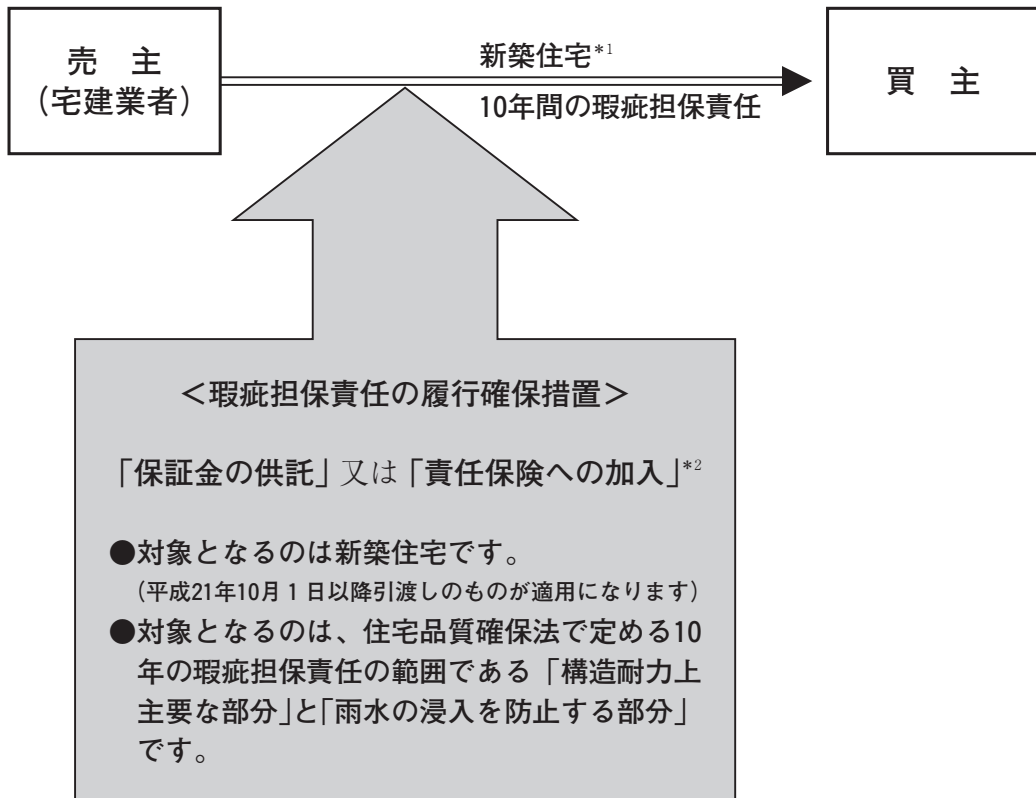 売　主
（宅建業者）
新築住宅*1
10年間の瑕疵担保責任
買　主
＜瑕疵担保責任の履行確保措置＞
「保証金の供託」又は「責任保険への加入」*2
●対象となるのは新築住宅です。
（平成21年10月１日以降引渡しのものが適用になります）
●対象となるのは、住宅品質確保法で定める10
年の瑕疵担保責任の範囲である「構造耐力上
主要な部分」と「雨水の浸入を防止する部分」
です。